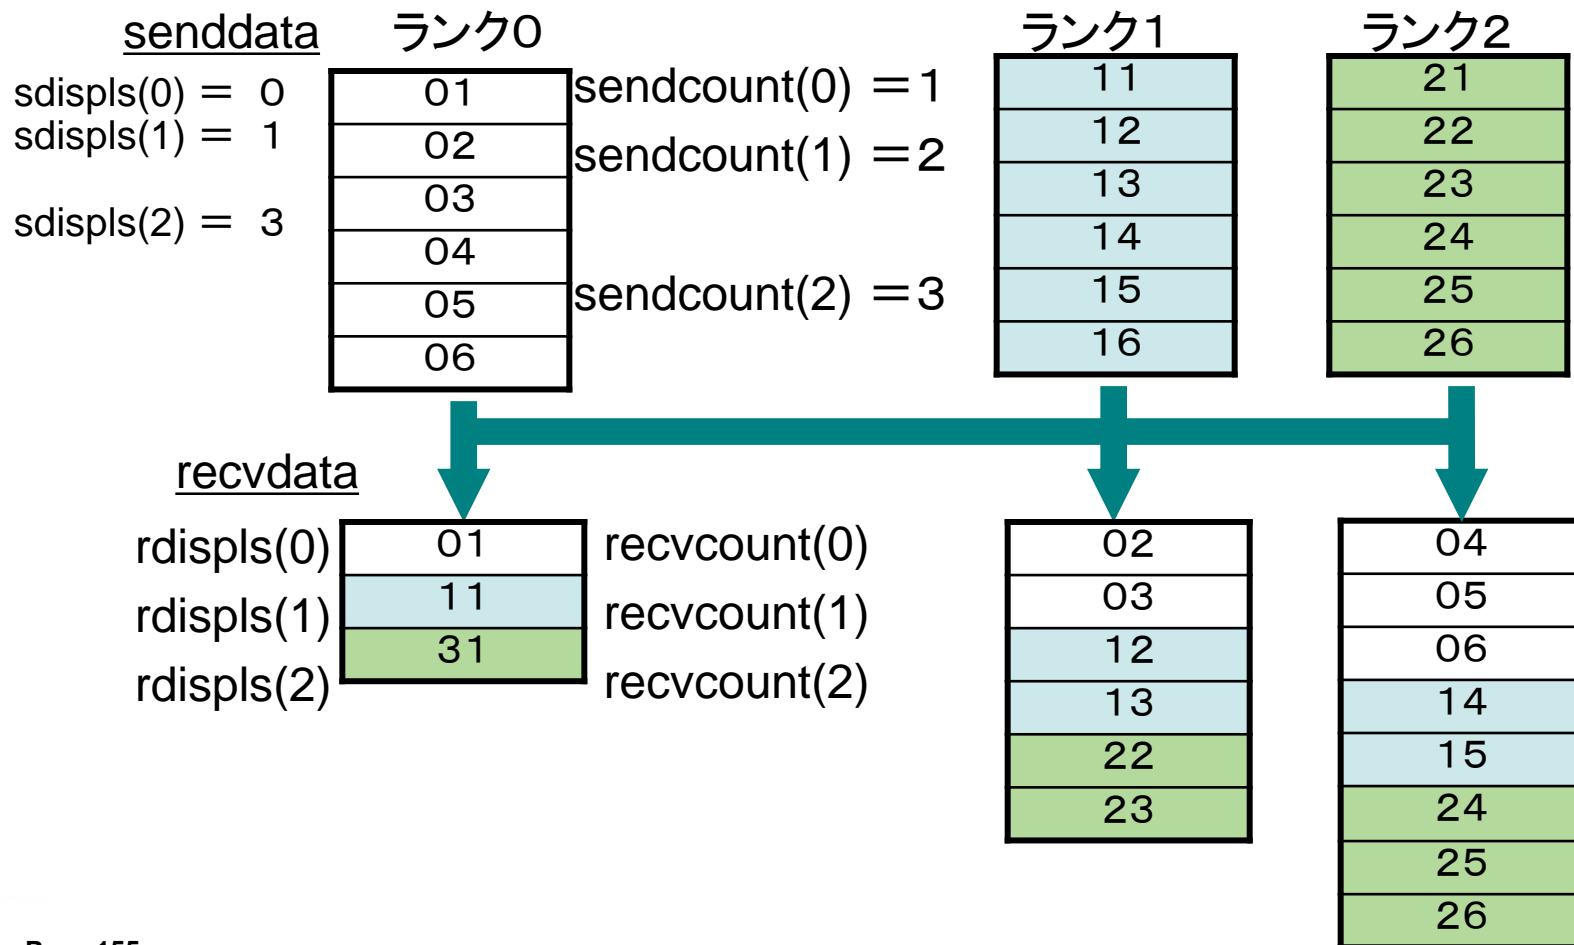 senddata ランク0 ランク1 ランク2
sdispls(0) = 0
sdispls(1) = 1
sdispls(2) = 3
01
02
03
04
05
06
sendcount(0) =1
sendcount(1) =2
sendcount(2) =3
11
12
13
14
15
16
21
22
23
24
25
26
recvdata
rdispls(0)
rdispls(1)
rdispls(2)
01
11
31
recvcount(0)
recvcount(1)
recvcount(2)
02
03
12
13
22
23
04
05
06
14
15
24
25
26